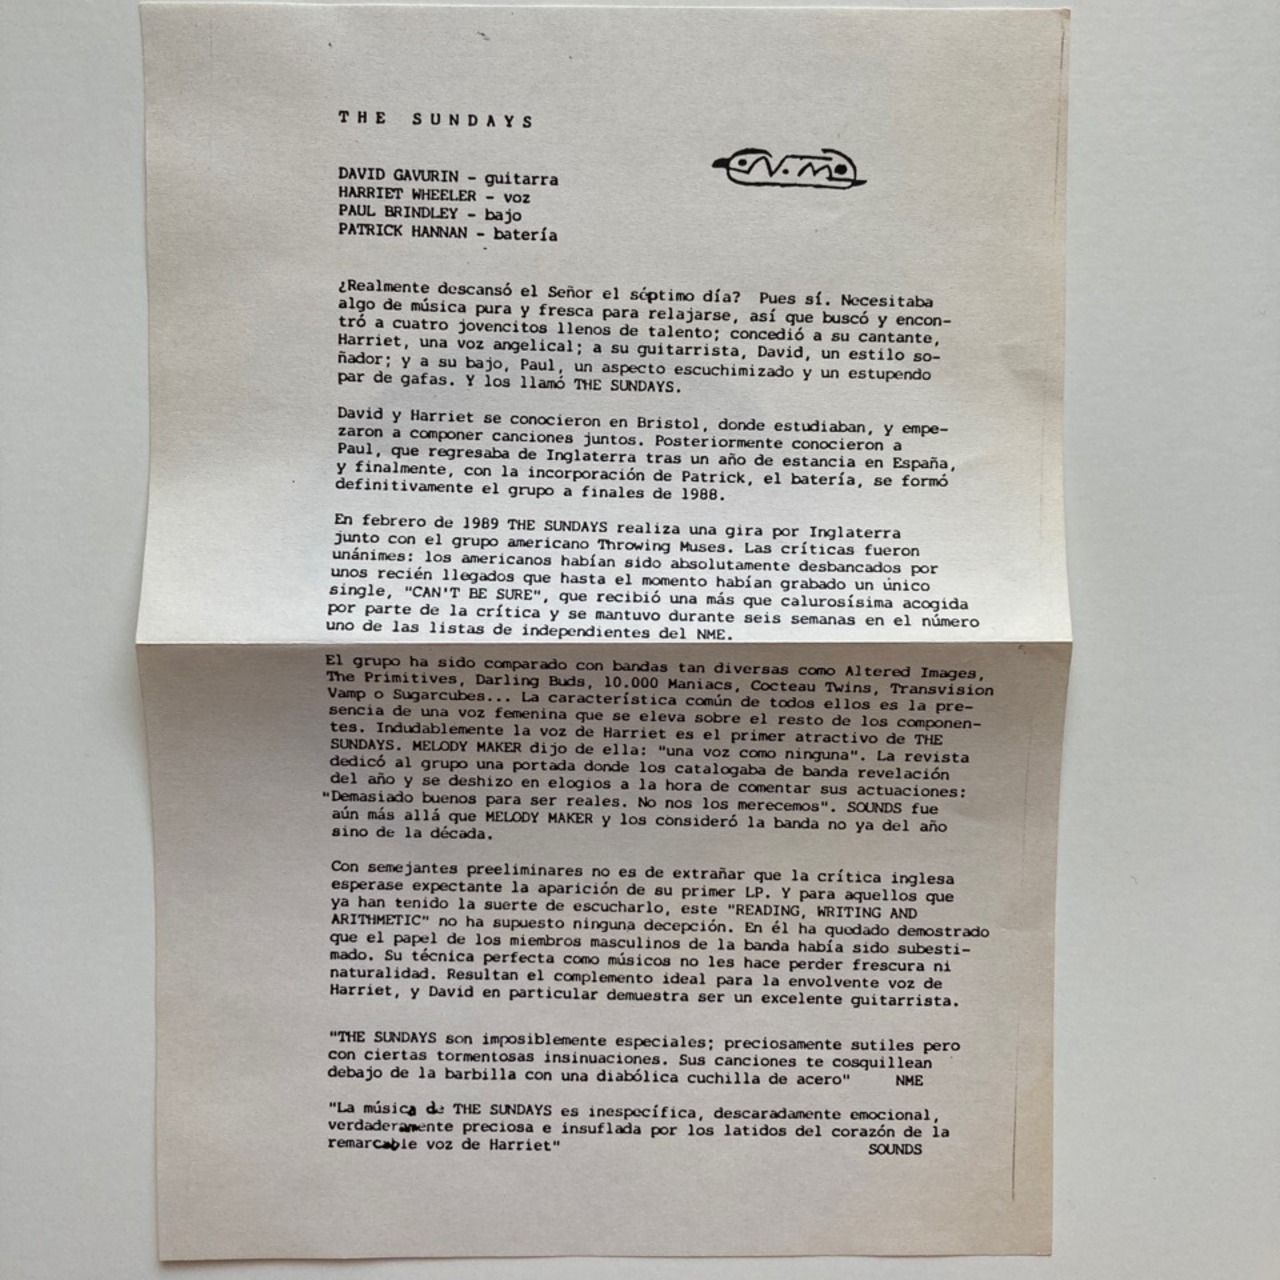 THE SUNDAYS
DAVID GAVURIN - guitarra
HARRIET WHEELER - voz
PAUL BRINDLEY - bajo
PATRICK HANNAN - batería
¿Realmente descansó el Señor el séptimo día? Pues sí. Necesitaba
algo de música pura y fresca para relajarse, así que buscó y encon-
tró a cuatro jovencitos llenos de talento; concedió a su cantante,
Harriet, una voz angelical; a su guitarrista, David, un estilo so-
ñador; y a su bajo, Paul, un aspecto escuchimizado y un estupendo
par de gafas. Y los llamó THE SUNDAYS.
David y Harriet se conocieron en Bristol, donde estudiaban, y empe-
zaron a componer canciones juntos. Posteriormente conocieron a
Paul, que regresaba de Inglaterra tras un año de estancia en España,
y finalmente, con la incorporación de Patrick, el batería, se formó
definitivamente el grupo a finales de 1988.
En febrero de 1989 THE SUNDAYS realiza una gira por Inglaterra
junto con el grupo americano Throwing Muses. Las críticas fueron
unánimes: los americanos habían sido absolutamente desbancados por
unos recién llegados que hasta el momento habían grabado un único
single, "CAN'T BE SURE", que recibió una más que calurosísima acogida
por parte de la crítica y se mantuvo durante seis semanas en el número
uno de las listas de independientes del NME.
El grupo ha sido comparado con bandas tan diversas como Altered Images,
The Primitives, Darling Buds, 10.000 Maniacs, Cocteau Twins, Transvision
Vamp o Sugarcubes... La característica común de todos ellos es la pre-
sencia de una voz femenina que se eleva sobre el resto de los componen-
tes. Indudablemente la voz de Harriet es el primer atractivo de THE
SUNDAYS. MELODY MAKER dijo de ella: "una voz como ninguna". La revista
dedicó al grupo una portada donde los catalogaba de banda revelación
del año y se deshizo en elogios a la hora de comentar sus actuaciones:
"Demasiado buenos para ser reales. No nos los merecemos". SOUNDS fue
aún más allá que MELODY MAKER y los consideró la banda no ya del año
sino de la década.
Con semejantes preeliminares no es de extrañar que la crítica inglesa
esperase expectante la aparición de su primer LP. Y para aquellos que
ya han tenido la suerte de escucharlo, este "READING, WRITING AND
ARITHMETIC" no ha supuesto ninguna decepción. En él ha quedado demostrado
que el papel de los miembros masculinos de la banda había sido subesti-
mado. Su técnica perfecta como músicos no les hace perder frescura ni
naturalidad. Resultan el complemento ideal para la envolvente voz de
Harriet, y David en particular demuestra ser un excelente guitarrista.
"THE SUNDAYS son imposiblemente especiales; preciosamente sutiles pero
con ciertas tormentosas insinuaciones. Sus canciones te cosquillean
debajo de la barbilla con una diabólica cuchilla de acero" NME
"La música de THE SUNDAYS es inespecífica, descaradamente emocional,
verdaderamente preciosa e insuflada por los latidos del corazón de la
remarcable voz de Harriet" SOUNDS